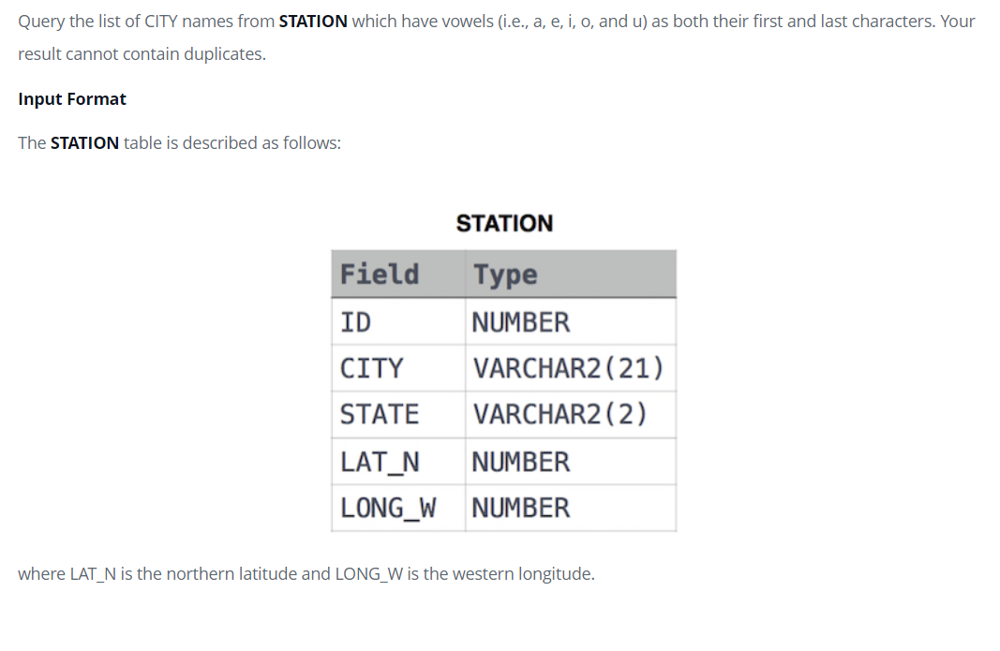 Query the list of CITY names from STATION which have vowels (i.e., a, e, i, o, and u) as both their first and last characters. Your
result cannot contain duplicates.
Input Format
The STATION table is described as follows:
STATION
Field Type
ID NUMBER
CITY VARCHAR2(21)
STATE VARCHAR2(2)
LAT_N NUMBER
LONG_W NUMBER
where LAT_N is the northern latitude and LONG_W is the western longitude.